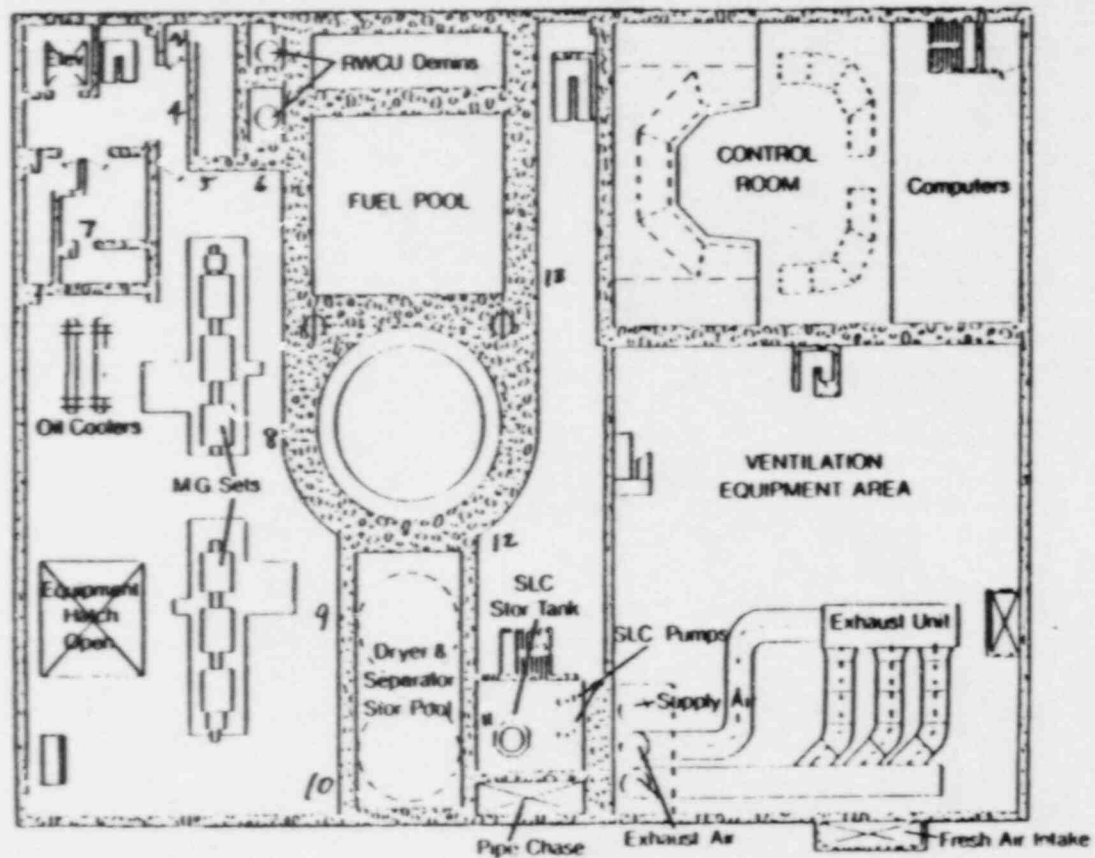 Elev
RWCU Demins
4
FUEL POOL
CONTROL
ROOM
Computers
5
6
7
13
Oil Coolers
8
M.G. Sets
VENTILATION
EQUIPMENT AREA
12
Equipment
Hatch
Open
9
SLC
Stor Tank
SLC Pumps
Exhaust Unit
Dryer &
Separator
Stor Pool
Supply Air
10
Pipe Chase
Exhaust Air
Fresh Air Intake